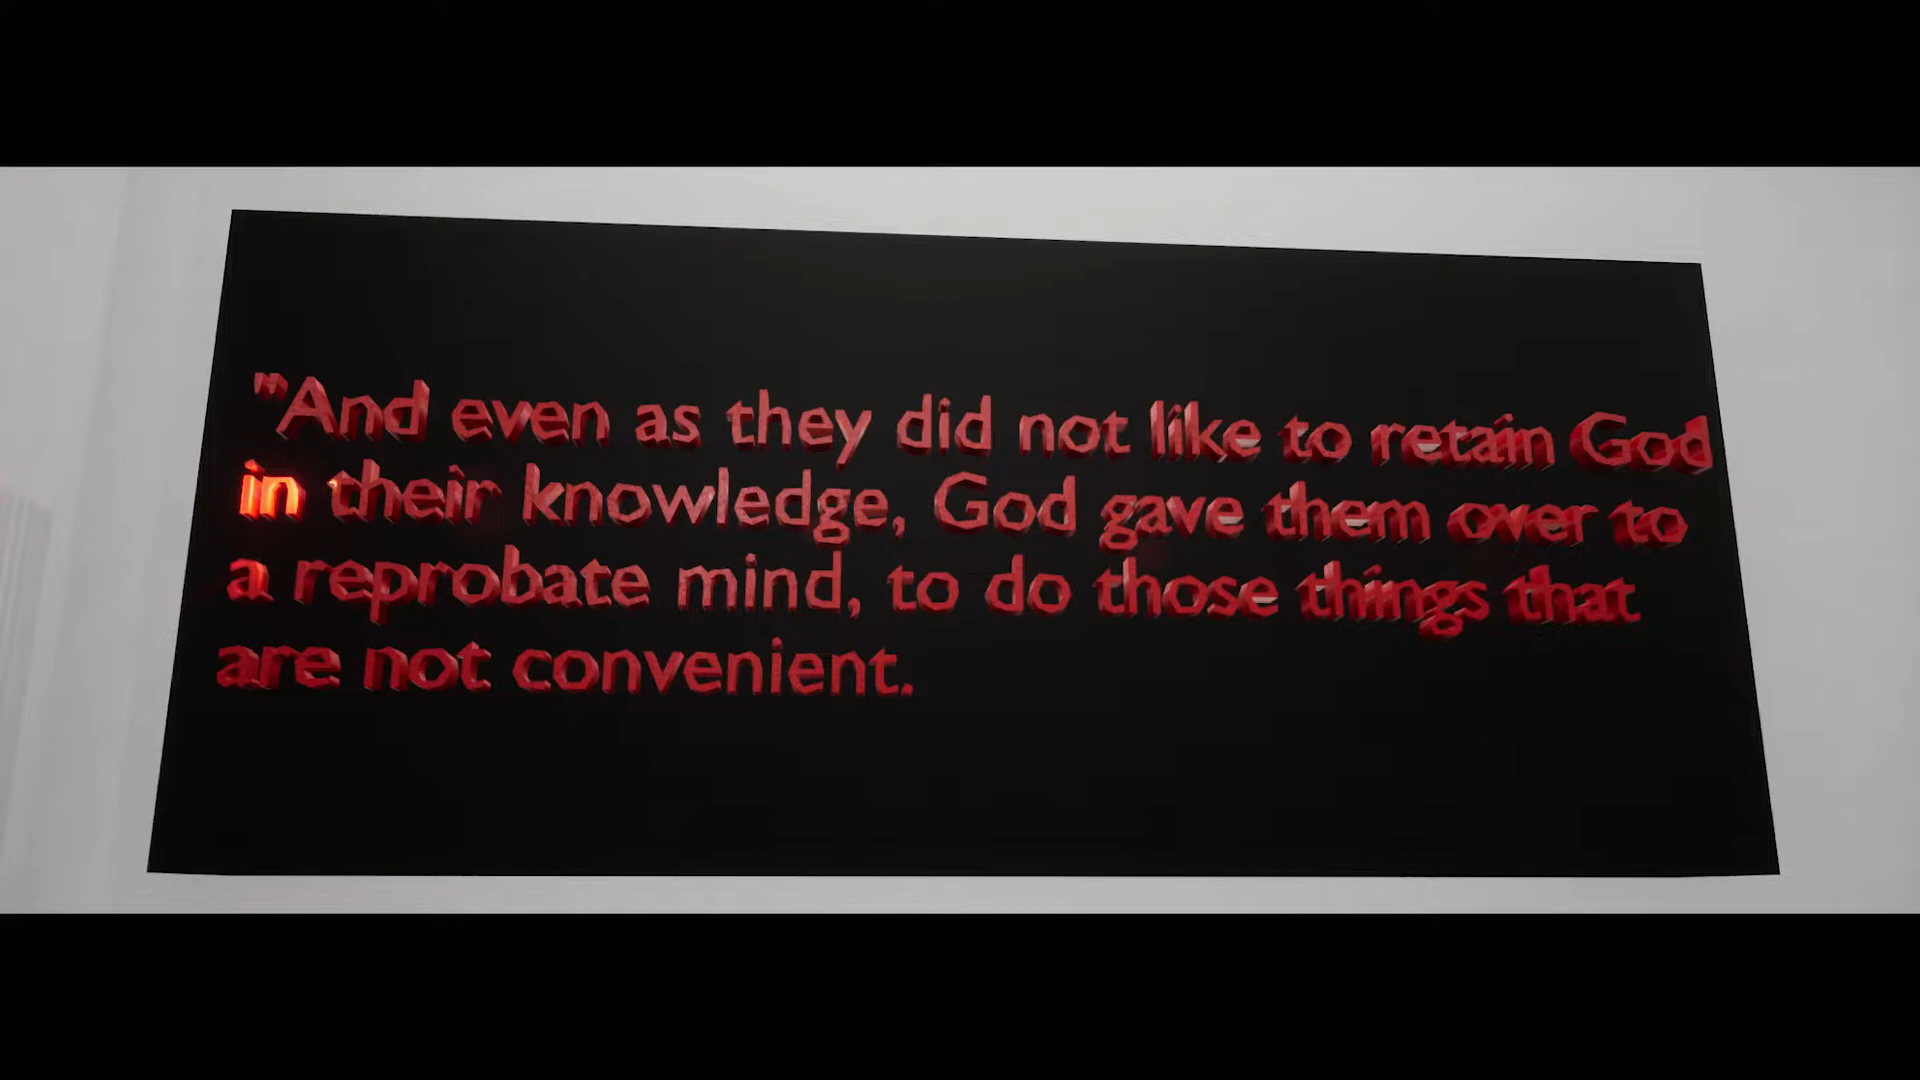 "And even as they did not like to retain God
in their knowledge, God gave them over to
a reprobate mind, to do those things that
are not convenient.